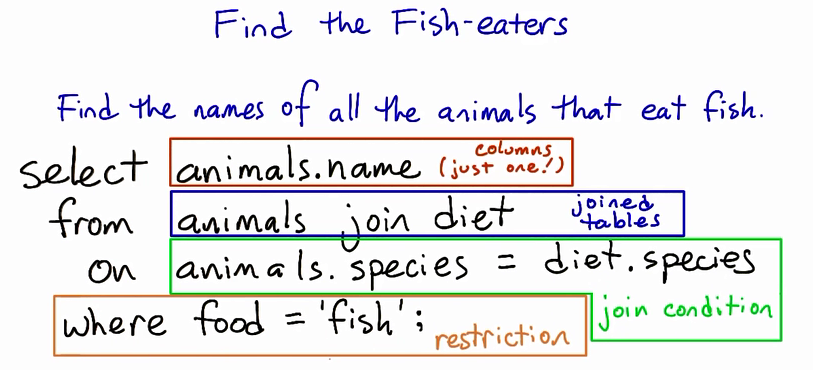 Find the Fish-eaters
Find the names of all the animals that eat fish.
select animals.name columns
(just one!)
from animals join diet joined
tables
on animals.species = diet.species
join condition
where food = 'fish';
restriction